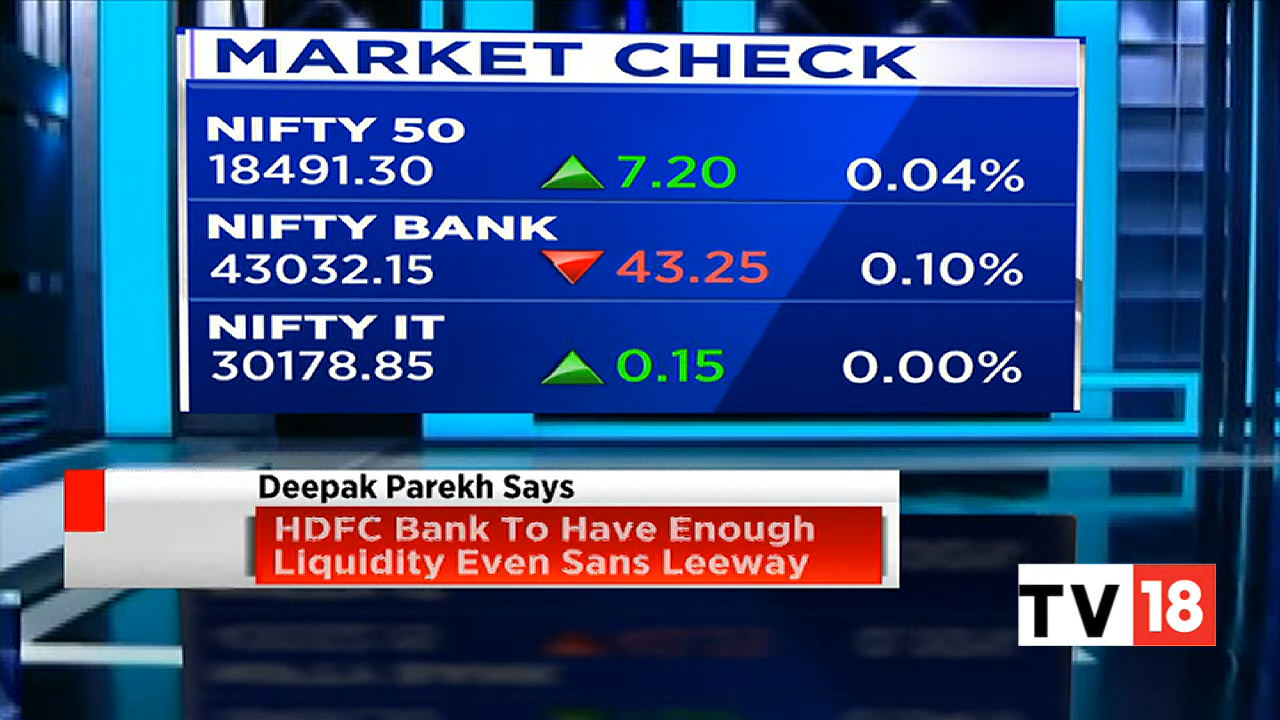 MARKET CHECK
NIFTY 50
18491.30 7.20 0.04%
NIFTY BANK
43032.15 43.25 0.10%
NIFTY IT
30178.85 0.15 0.00%
Deepak Parekh Says
HDFC Bank To Have Enough
Liquidity Even Sans Leeway
TV18